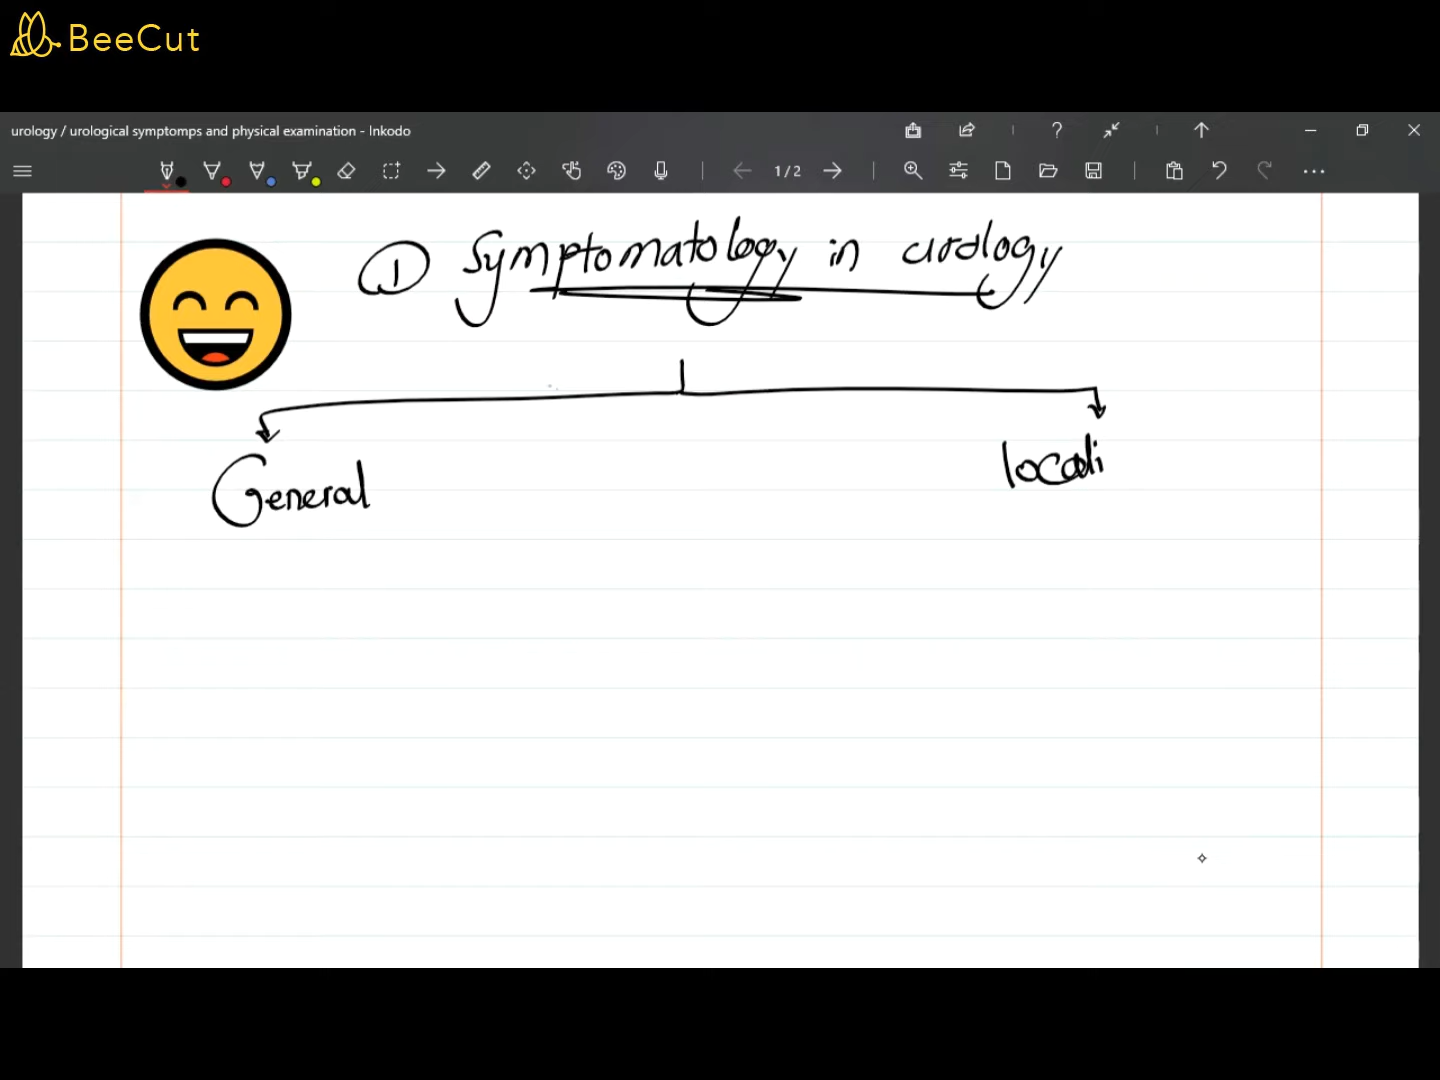 BeeCut
urology / urological symptomps and physical examination - Inkodo
1/2
① Symptomatology in urology
General
locali